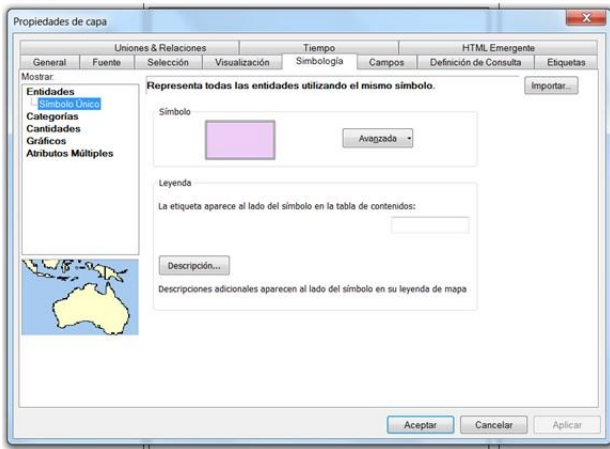 Propiedades de capa
Uniones & Relaciones Tiempo HTML Emergente
General Fuente Selección Visualización Simbología Campos Definición de Consulta Etiquetas
Mostrar:
Entidades
Símbolo Único
Categorías
Cantidades
Gráficos
Atributos Múltiples
Representa todas las entidades utilizando el mismo símbolo.
Importar...
Símbolo
Avanzada
Leyenda
La etiqueta aparece al lado del símbolo en la tabla de contenidos:
Descripción...
Descripciones adicionales aparecen al lado del símbolo en su leyenda de mapa
Aceptar Cancelar Aplicar